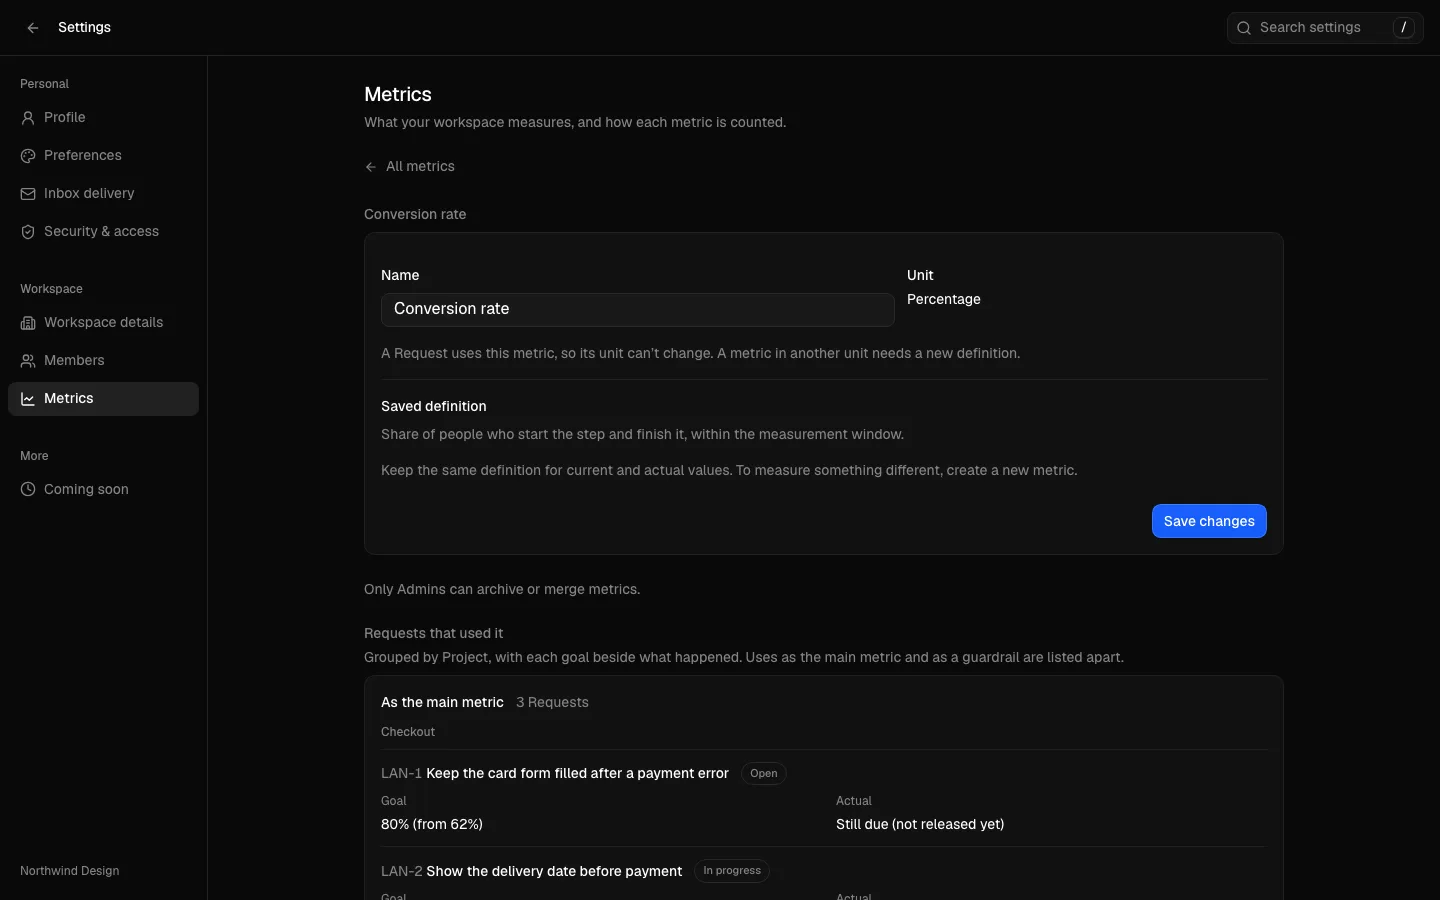 Settings
Search settings
/
Personal
Profile
Preferences
Inbox delivery
Security & access
Workspace
Workspace details
Members
Metrics
More
Coming soon
Northwind Design
Metrics
What your workspace measures, and how each metric is counted.
All metrics
Conversion rate
Name
Unit
Conversion rate
Percentage
A Request uses this metric, so its unit can’t change. A metric in another unit needs a new definition.
Saved definition
Share of people who start the step and finish it, within the measurement window.
Keep the same definition for current and actual values. To measure something different, create a new metric.
Save changes
Only Admins can archive or merge metrics.
Requests that used it
Grouped by Project, with each goal beside what happened. Uses as the main metric and as a guardrail are listed apart.
As the main metric 3 Requests
Checkout
LAN-1 Keep the card form filled after a payment error Open
Goal
Actual
80% (from 62%)
Still due (not released yet)
LAN-2 Show the delivery date before payment In progress
Goal
Actual